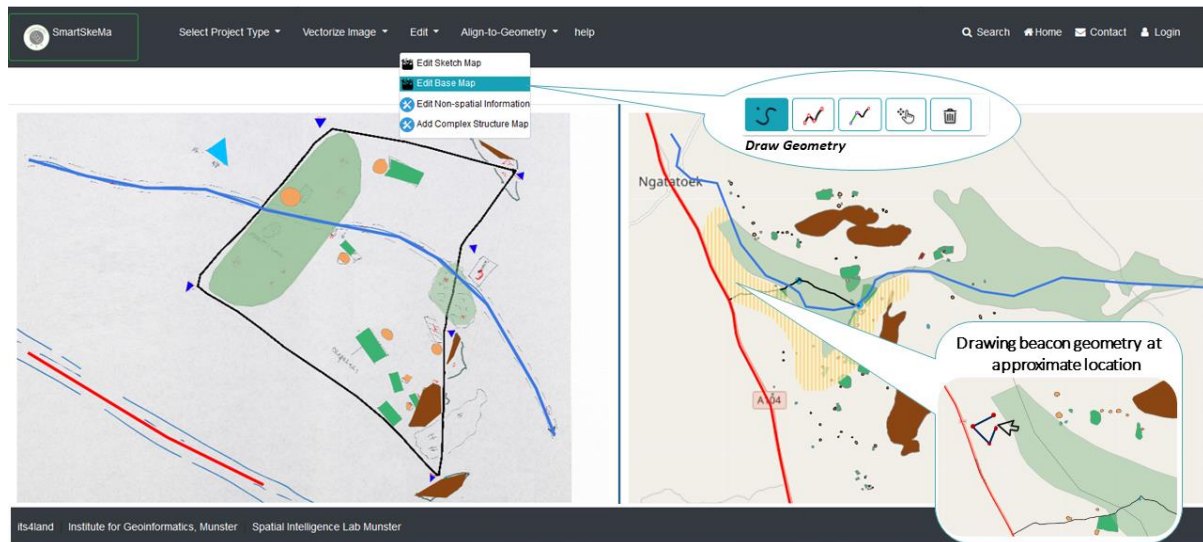 SmartSkeMa
Select Project Type
Vectorize Image
Edit
Align-to-Geometry
help
Search
Home
Contact
Login
Edit Sketch Map
Edit Base Map
Edit Non-spatial Information
Add Complex Structure Map
Draw Geometry
Ngatatoek
A104
Drawing beacon geometry at
approximate location
its4land
Institute for Geoinformatics, Munster
Spatial Intelligence Lab Munster